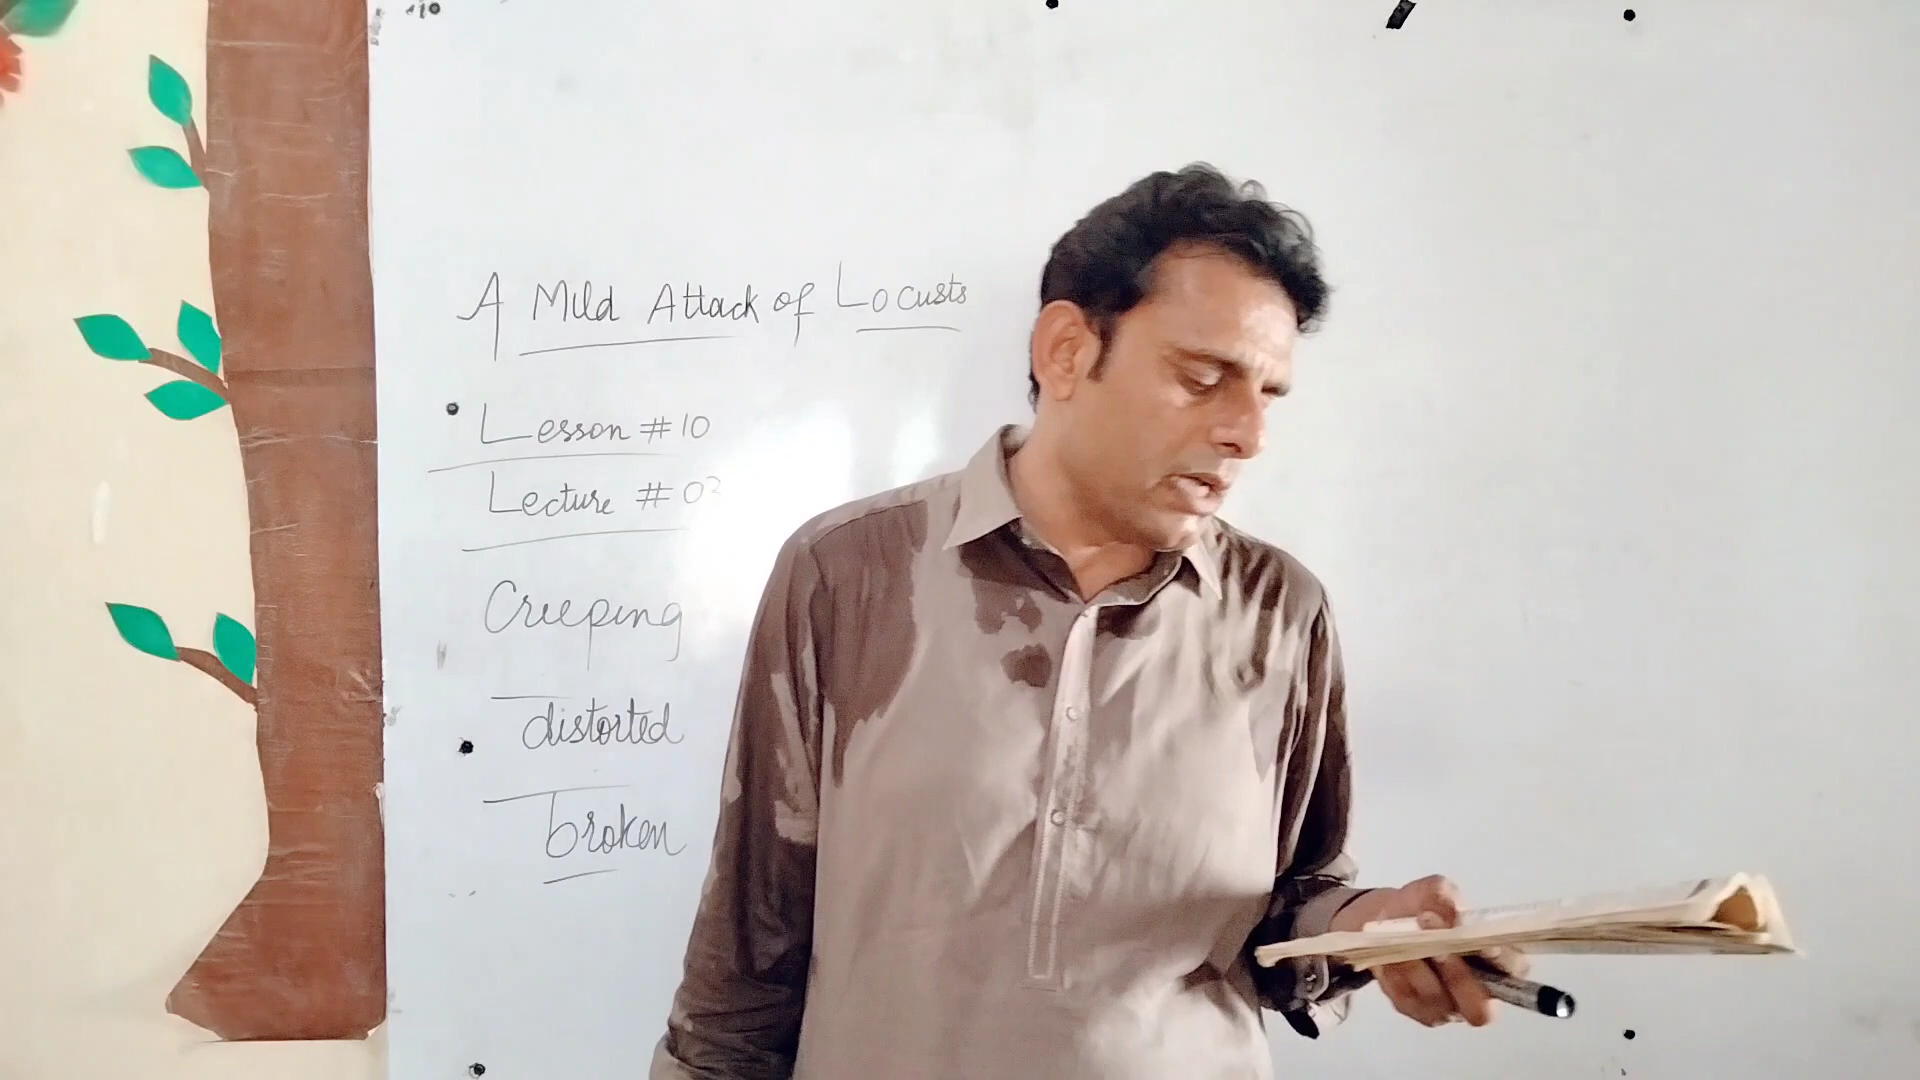 A Mild Attack of Locusts
Lesson #10
Lecture #02
Creeping
distorted
broken